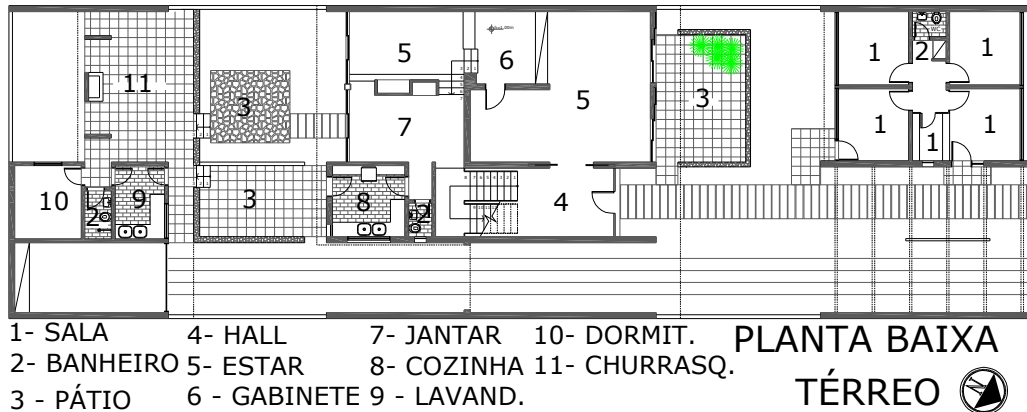 5
6
2
1
1
11
3
5
3
7
1
1
1
10
2
9
3
8
2
4
1- SALA
4- HALL
7- JANTAR
10- DORMIT.
2- BANHEIRO
5- ESTAR
8- COZINHA
11- CHURRASQ.
3 - PÁTIO
6 - GABINETE
9 - LAVAND.
PLANTA BAIXA
TÉRREO